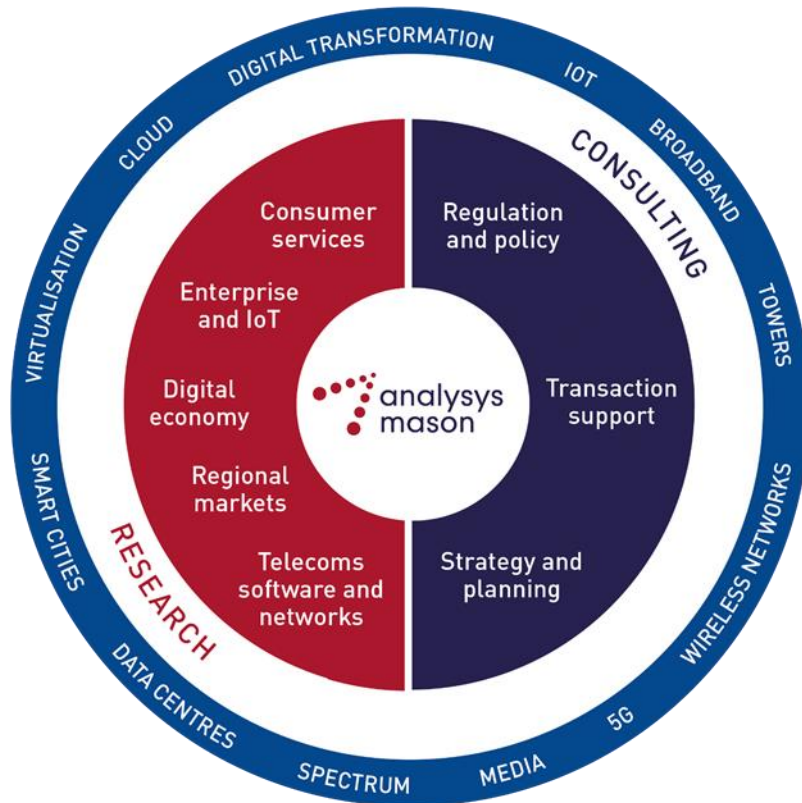 DIGITAL TRANSFORMATION
IOT
BROADBAND
TOWERS
WIRELESS NETWORKS
5G
MEDIA
SPECTRUM
DATA CENTRES
SMART CITIES
VIRTUALISATION
CLOUD
CONSULTING
RESEARCH
Consumer
services
Enterprise
and IoT
Digital
economy
Regional
markets
Telecoms
software and
networks
Regulation
and policy
Transaction
support
Strategy and
planning
analysys
mason